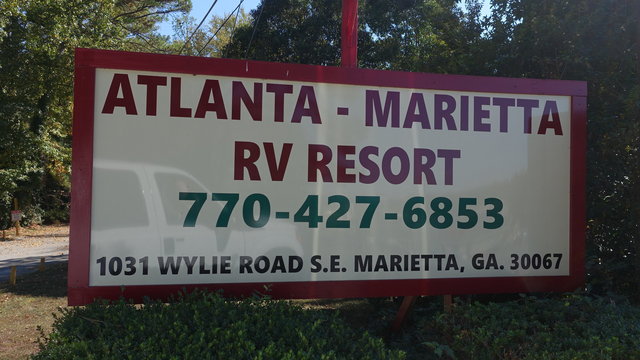 ATLANTA - MARIETTA
RV RESORT
770-427-6853
1031 WYLIE ROAD S.E. MARIETTA, GA. 30067